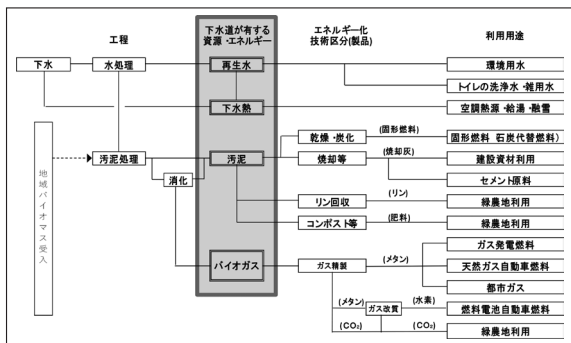 工程
下水道が有する
資源・エネルギー
エネルギー化
技術区分(製品)
利用用途
下水
水処理
再生水
環境用水
トイレの洗浄水・雑用水
下水熱
空調熱源・給湯・融雪
地域バイオマス受入
汚泥処理
消化
汚泥
乾燥・炭化
(固形燃料)
固形燃料(石炭代替燃料)
焼却等
(焼却灰)
建設資材利用
セメント原料
リン回収
(リン)
緑農地利用
コンポスト等
(肥料)
緑農地利用
バイオガス
ガス精製
(メタン)
ガス発電燃料
天然ガス自動車燃料
都市ガス
(メタン)
ガス改質
(水素)
燃料電池自動車燃料
(CO₂)
(CO₂)
緑農地利用